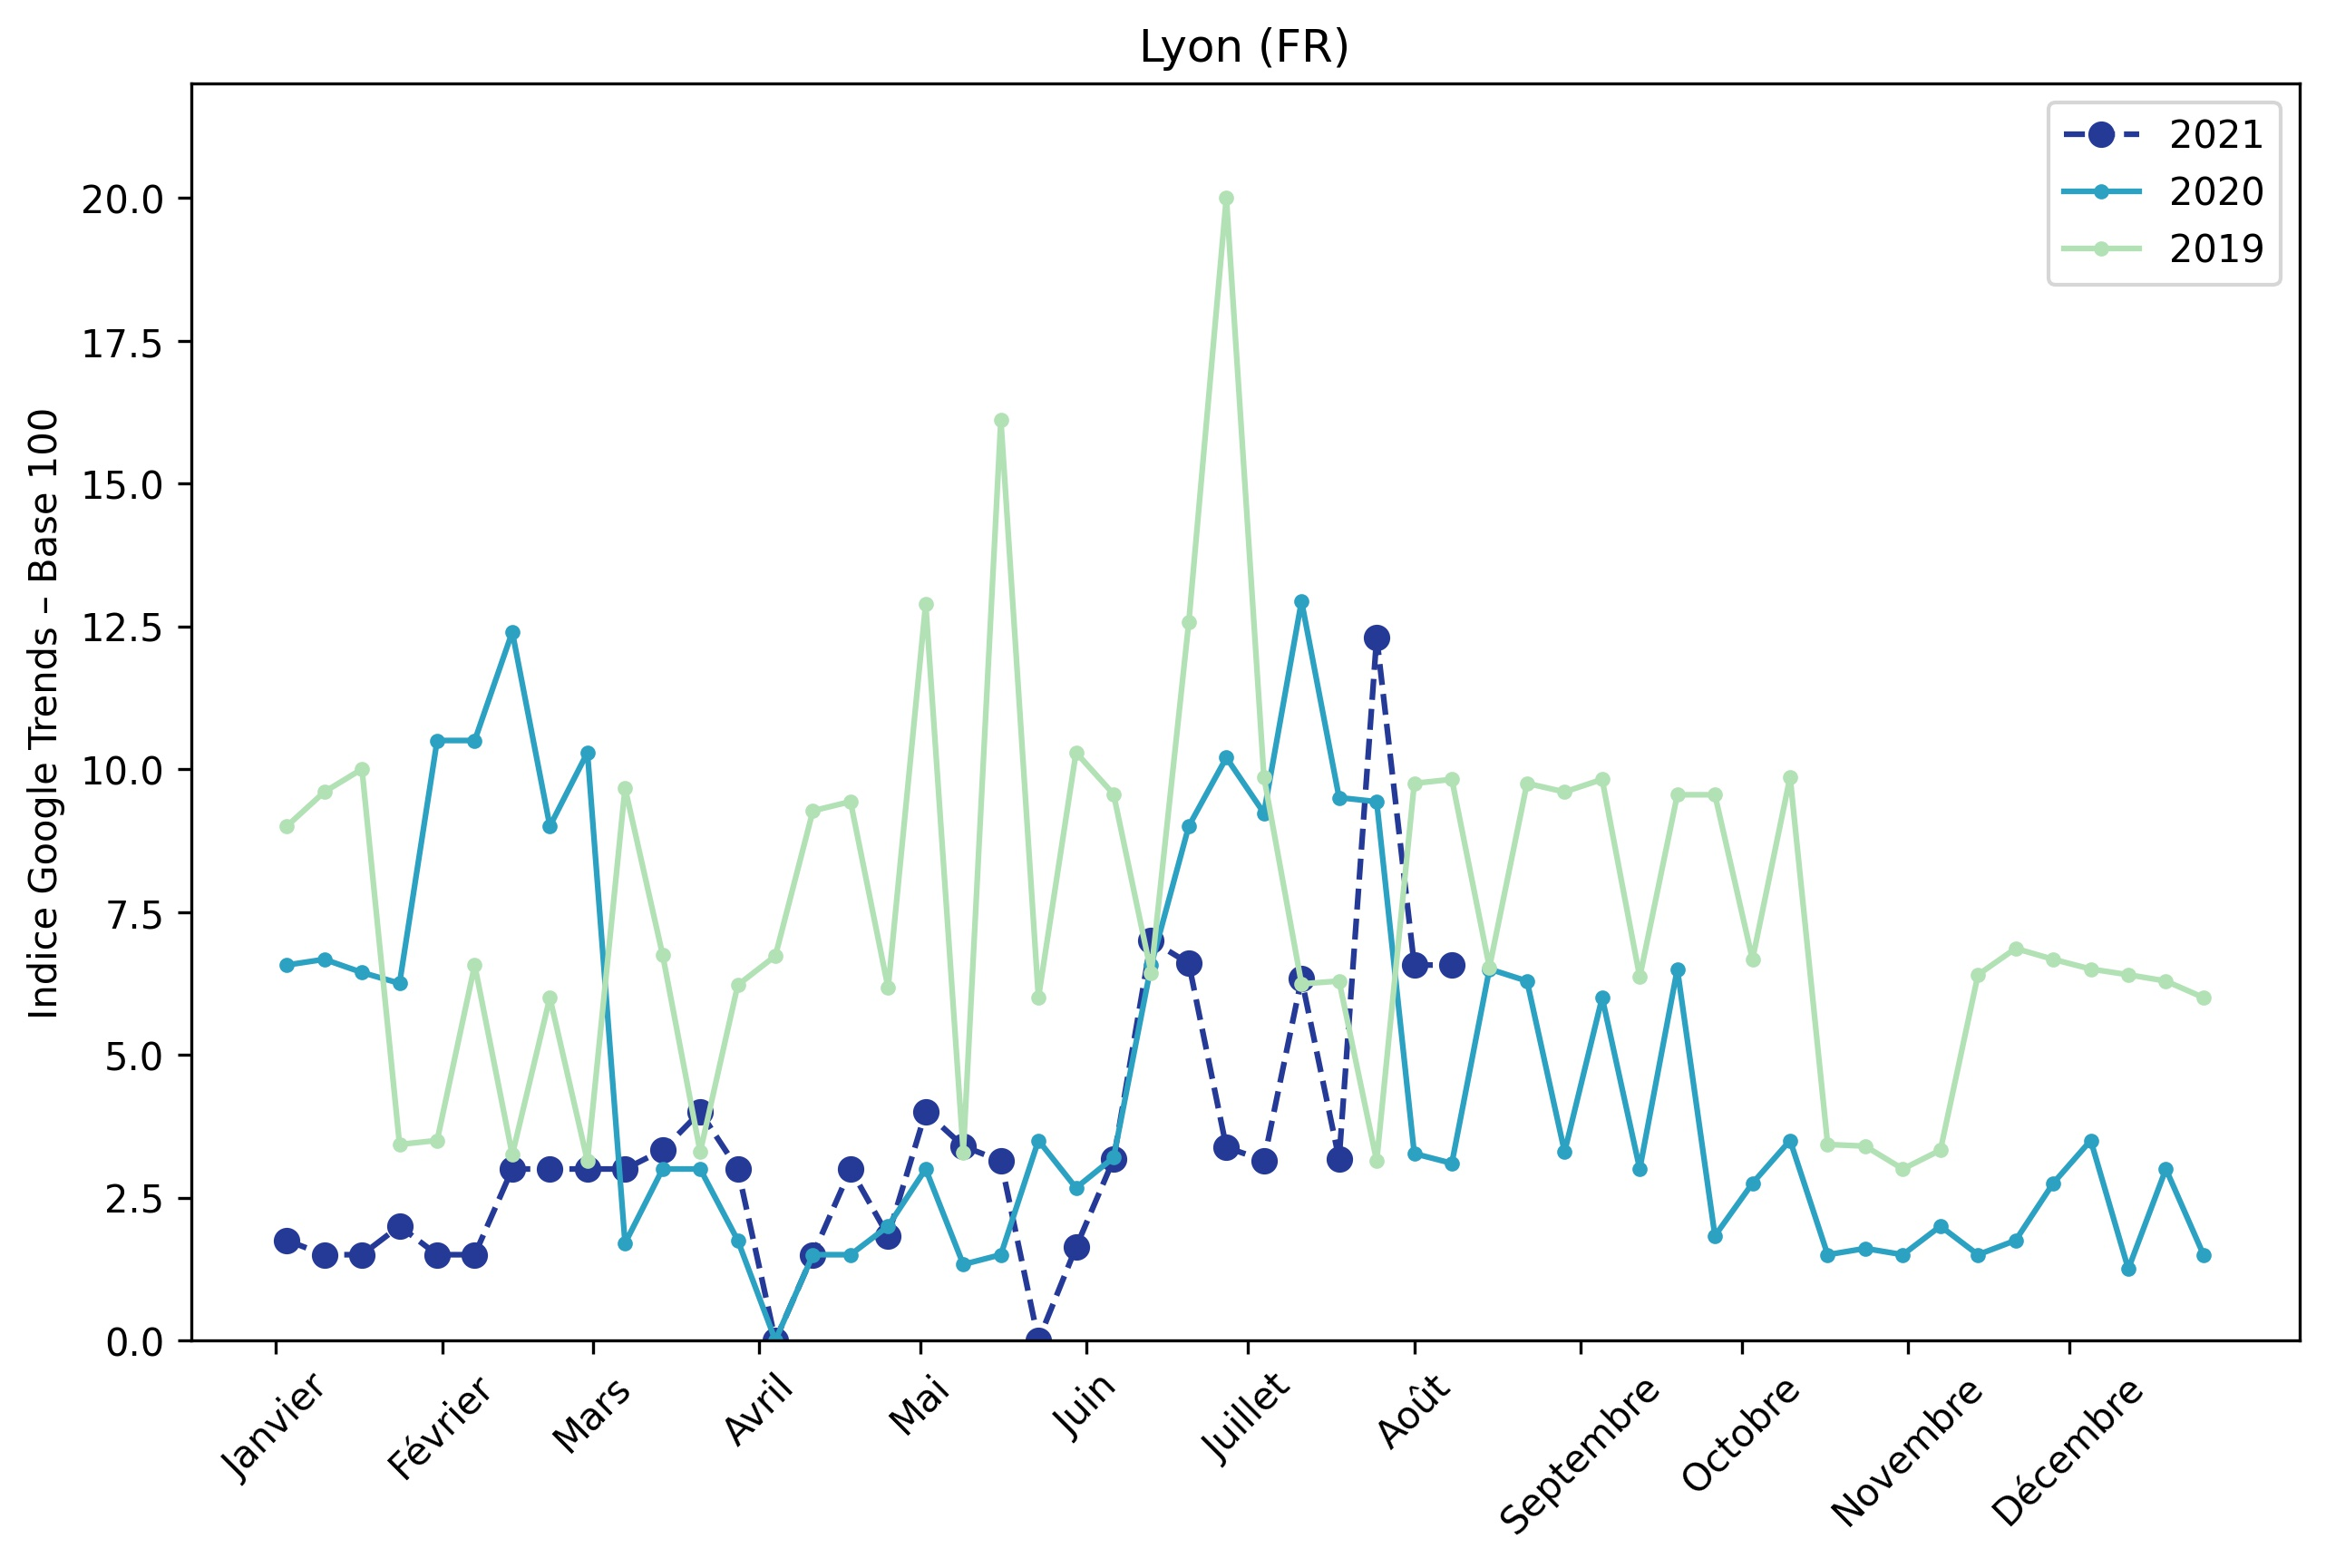 Lyon (FR)
2021
2020
2019
Indice Google Trends – Base 100
20.0
17.5
15.0
12.5
10.0
7.5
5.0
2.5
0.0
Janvier
Février
Mars
Avril
Mai
Juin
Juillet
Août
Septembre
Octobre
Novembre
Décembre